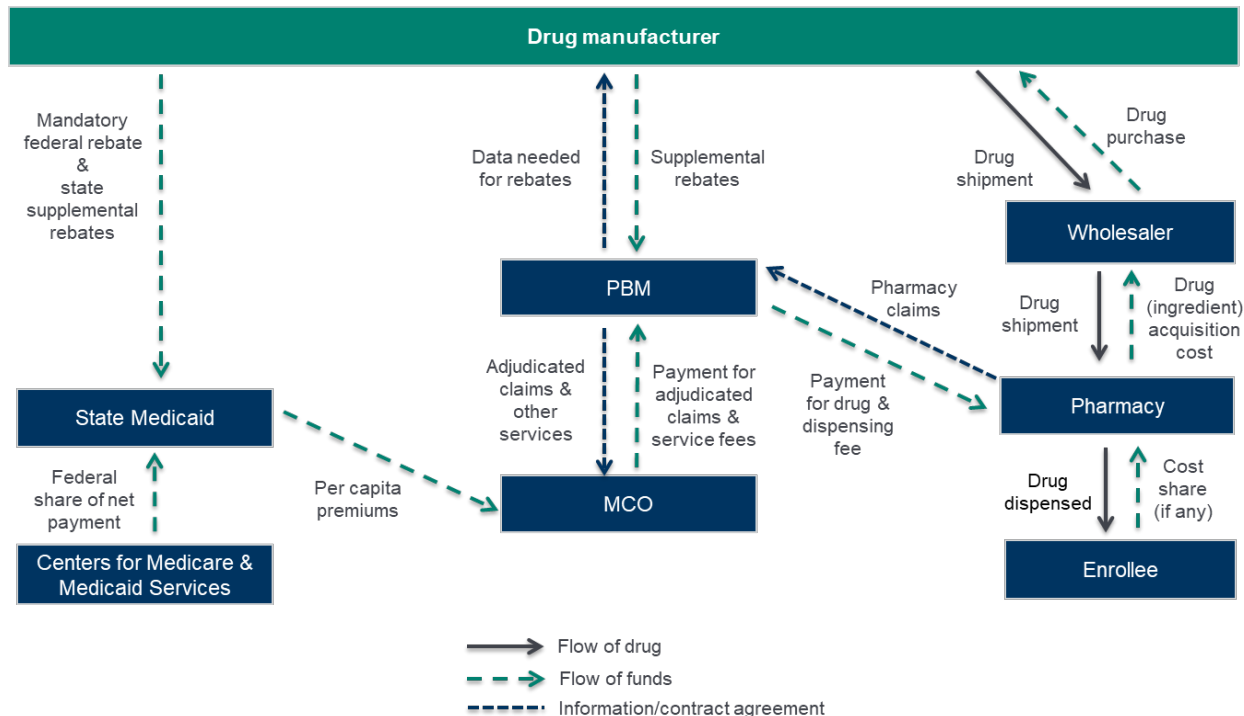 Drug manufacturer
Mandatory
federal rebate
&
state
supplemental
rebates
Data needed
for rebates
Supplemental
rebates
Drug
shipment
Drug
purchase
Wholesaler
PBM
Pharmacy
claims
Drug
shipment
Drug
(ingredient)
acquisition
cost
Adjudicated
claims &
other
services
Payment for
adjudicated
claims &
service fees
Payment
for drug &
dispensing
fee
Pharmacy
State Medicaid
Federal
share of net
payment
Per capita
premiums
MCO
Drug
dispensed
Cost
share
(if any)
Centers for Medicare &
Medicaid Services
Enrollee
Flow of drug
Flow of funds
Information/contract agreement